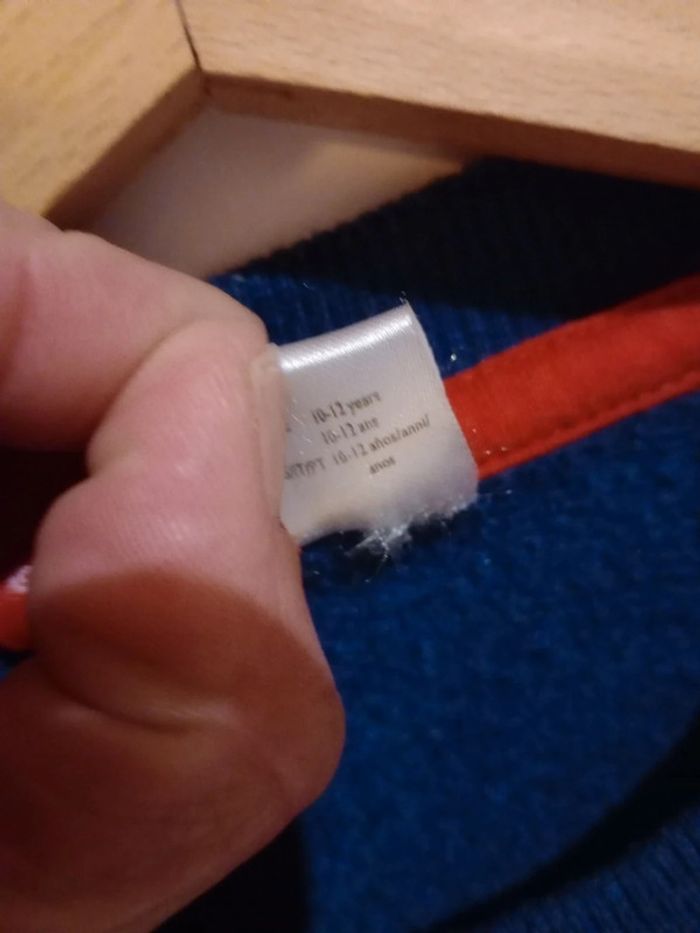 10-12 years
10-12 ans
10-12 años/anni/
anos